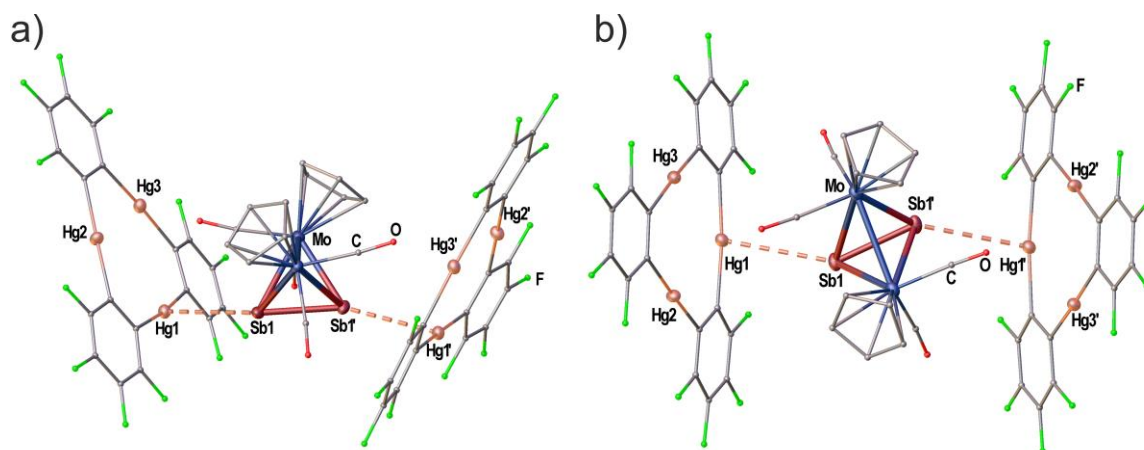 a)
Hg3
Hg2
Hg1
Mo
C
O
Sb1
Sb1'
Hg2'
Hg3'
F
Hg1'
b)
Hg3
Hg1
Hg2
Mo
Sb1'
Sb1
C
O
F
Hg2'
Hg1'
Hg3'